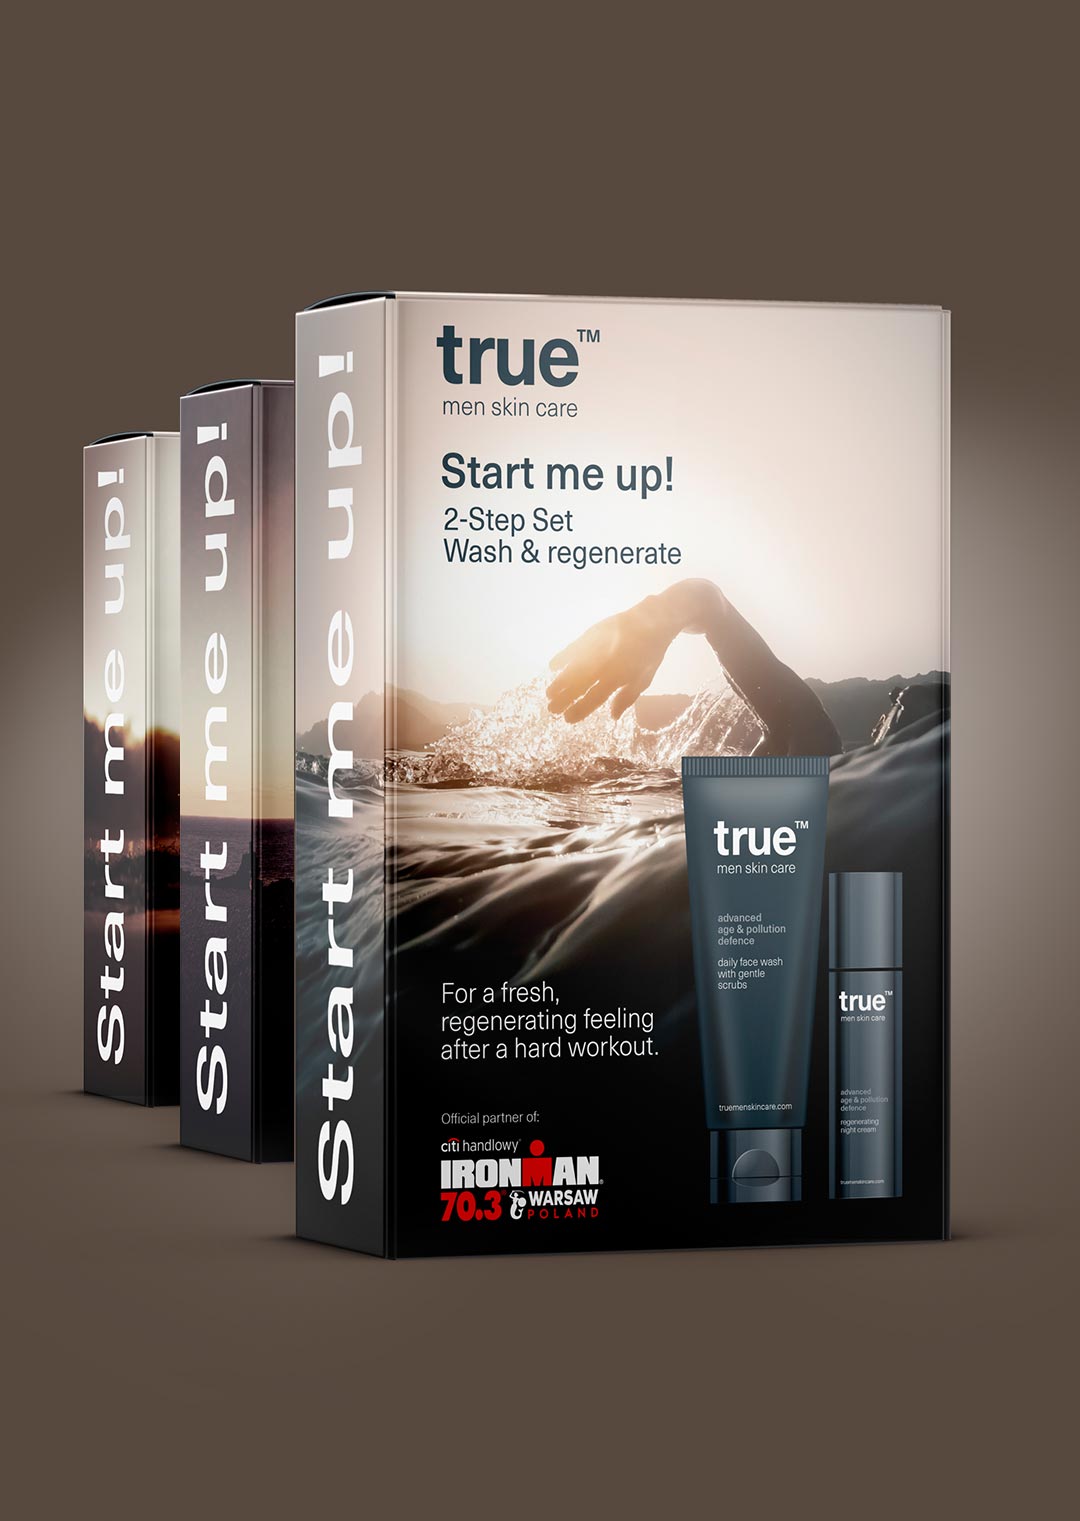 Start me up!
Start me up!
Start me up!
true™
men skin care
Start me up!
2-Step Set
Wash & regenerate
true™
men skin care
advanced
age & pollution
defence
daily face wash
with gentle
scrubs
truemenskincare.com
true™
men skin care
advanced
age & pollution
defence
regenerating
night cream
truemenskincare.com
For a fresh,
regenerating feeling
after a hard workout.
Official partner of:
citi handlowy®
IRONMAN®
70.3® WARSAW
POLAND